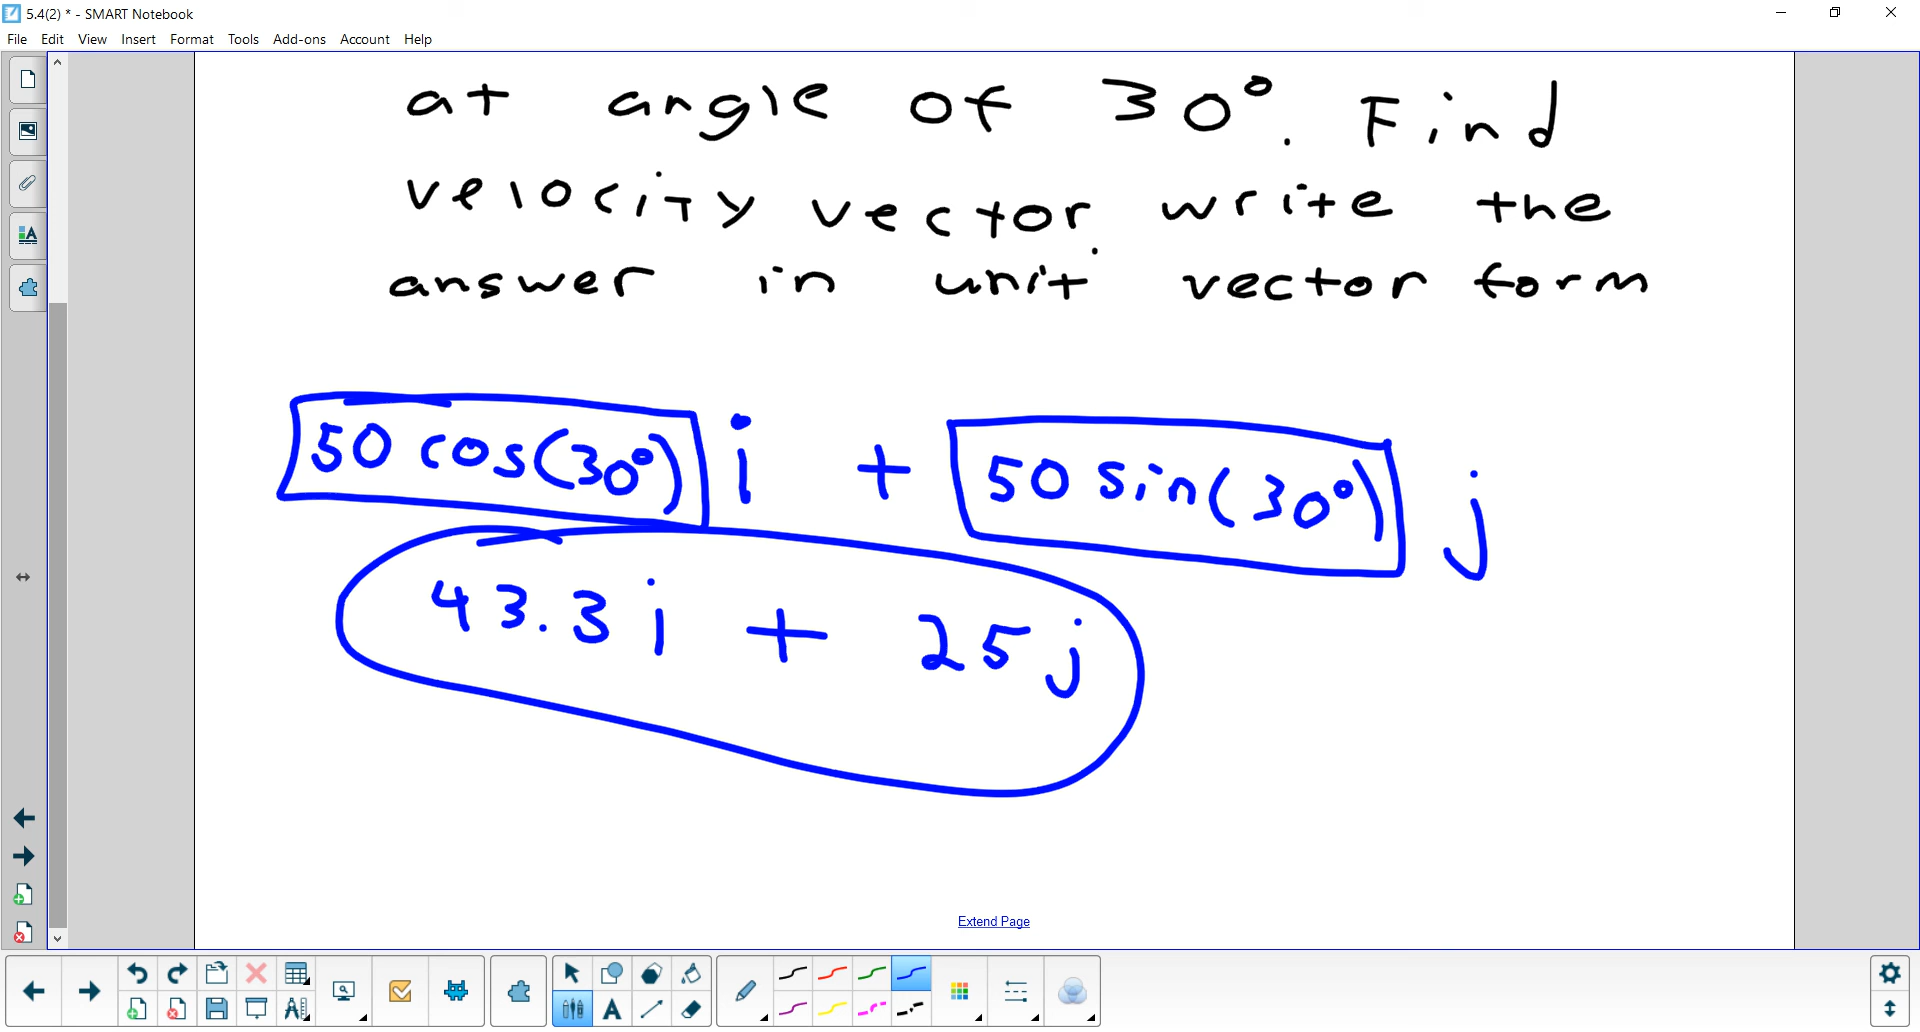 5.4(2) * - SMART Notebook
File Edit View Insert Format Tools Add-ons Account Help
at angle of 30°. Find
velocity vector. write the
answer in unit vector form
50 cos(30°) i + 50 sin(30°) j
43.3 i + 25 j
Extend Page